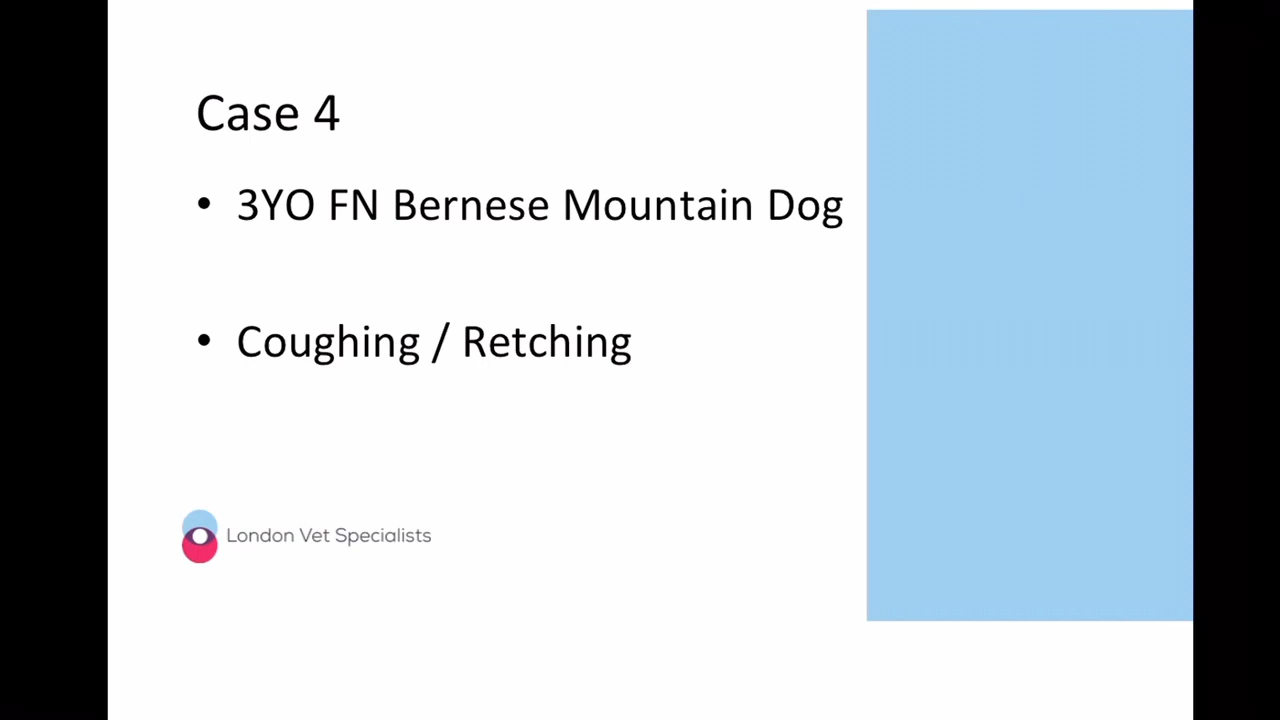 Case 4
• 3YO FN Bernese Mountain Dog
• Coughing / Retching
London Vet Specialists